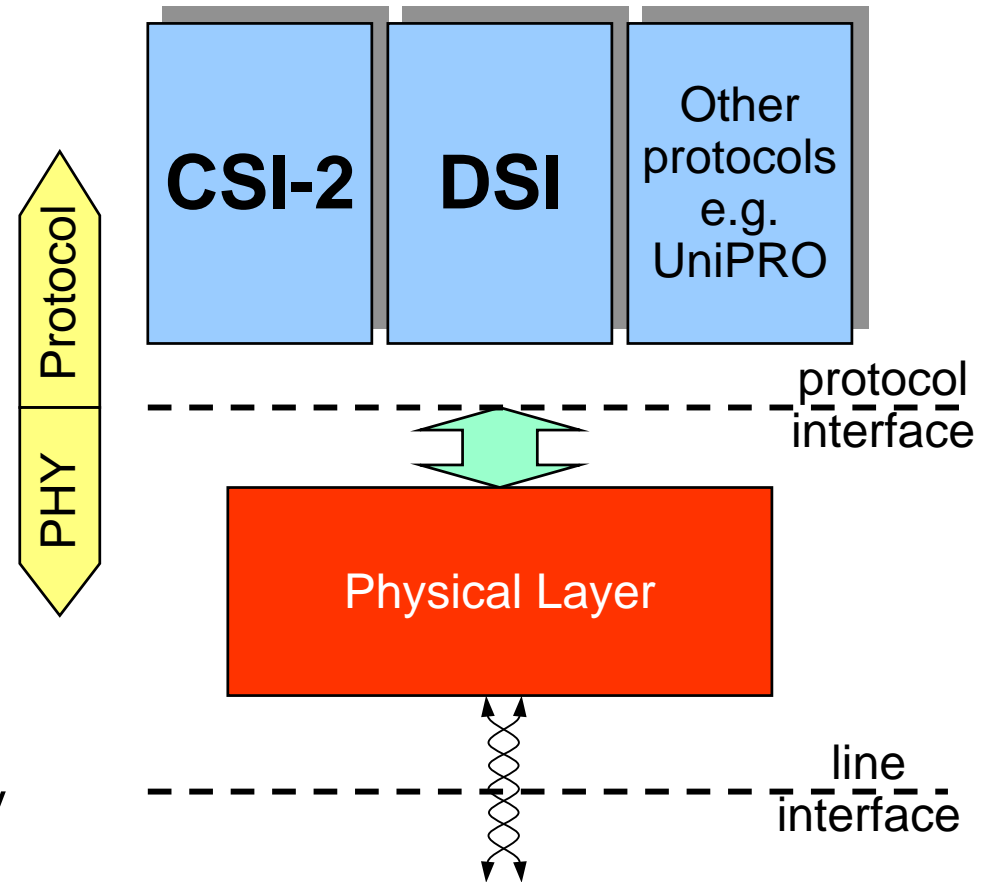 CSI-2
DSI
Other
protocols
e.g.
UniPRO
Protocol
PHY
protocol
interface
Physical Layer
line
interface
y